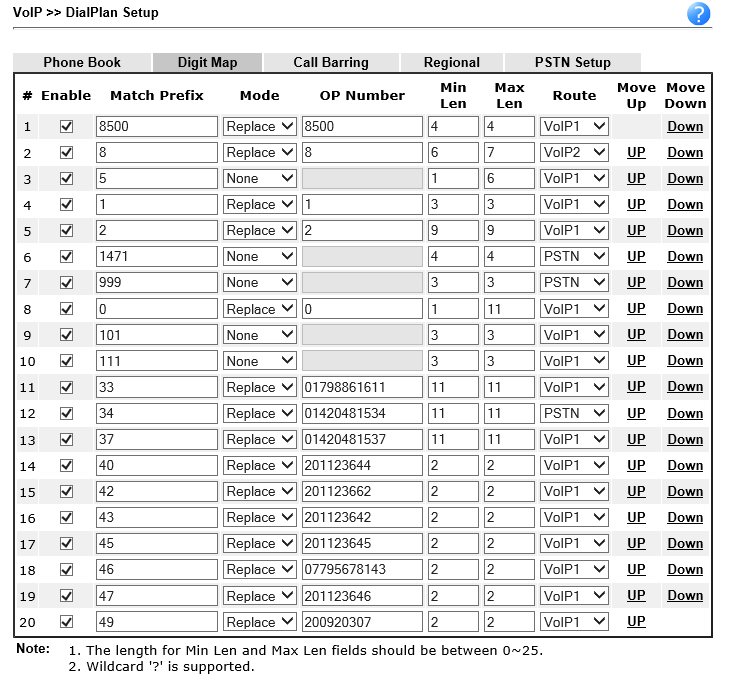 VoIP >> DialPlan Setup
?
Phone Book Digit Map Call Barring Regional PSTN Setup
# Enable Match Prefix Mode OP Number Min Len Max Len Route Move Up Move Down
1 8500 Replace 8500 4 4 VoIP1 Down
2 8 Replace 8 6 7 VoIP2 UP Down
3 5 None 1 6 VoIP1 UP Down
4 1 Replace 1 3 3 VoIP1 UP Down
5 2 Replace 2 9 9 VoIP1 UP Down
6 1471 None 4 4 PSTN UP Down
7 999 None 3 3 PSTN UP Down
8 0 Replace 0 1 11 VoIP1 UP Down
9 101 None 3 3 VoIP1 UP Down
10 111 None 3 3 VoIP1 UP Down
11 33 Replace 01798861611 11 11 VoIP1 UP Down
12 34 Replace 01420481534 11 11 PSTN UP Down
13 37 Replace 01420481537 11 11 VoIP1 UP Down
14 40 Replace 201123644 2 2 VoIP1 UP Down
15 42 Replace 201123662 2 2 VoIP1 UP Down
16 43 Replace 201123642 2 2 VoIP1 UP Down
17 45 Replace 201123645 2 2 VoIP1 UP Down
18 46 Replace 07795678143 2 2 VoIP1 UP Down
19 47 Replace 201123646 2 2 VoIP1 UP Down
20 49 Replace 200920307 2 2 VoIP1 UP
Note: 1. The length for Min Len and Max Len fields should be between 0~25.
2. Wildcard '?' is supported.